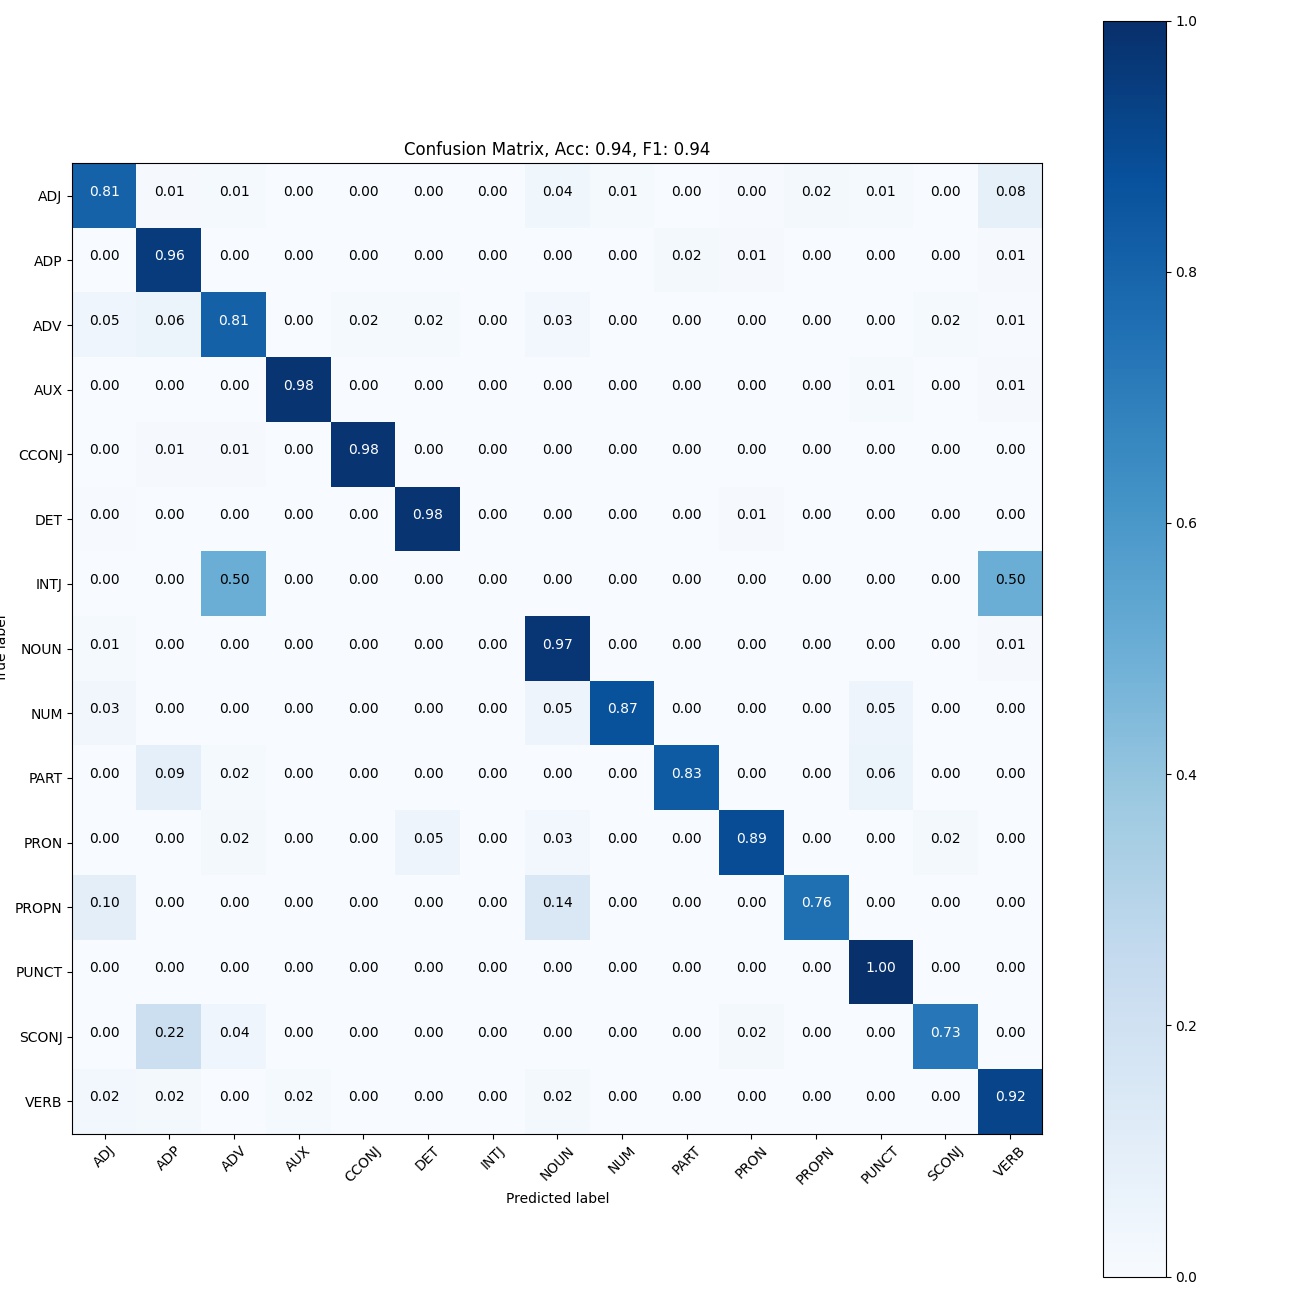 Confusion Matrix, Acc: 0.94, F1: 0.94
ADJ 0.81 0.01 0.01 0.00 0.00 0.00 0.00 0.04 0.01 0.00 0.00 0.02 0.01 0.00 0.08
ADP 0.00 0.96 0.00 0.00 0.00 0.00 0.00 0.00 0.00 0.02 0.01 0.00 0.00 0.00 0.01
ADV 0.05 0.06 0.81 0.00 0.02 0.02 0.00 0.03 0.00 0.00 0.00 0.00 0.00 0.02 0.01
AUX 0.00 0.00 0.00 0.98 0.00 0.00 0.00 0.00 0.00 0.00 0.00 0.00 0.01 0.00 0.01
CCONJ 0.00 0.01 0.01 0.00 0.98 0.00 0.00 0.00 0.00 0.00 0.00 0.00 0.00 0.00 0.00
DET 0.00 0.00 0.00 0.00 0.00 0.98 0.00 0.00 0.00 0.00 0.01 0.00 0.00 0.00 0.00
INTJ 0.00 0.00 0.50 0.00 0.00 0.00 0.00 0.00 0.00 0.00 0.00 0.00 0.00 0.00 0.50
NOUN 0.01 0.00 0.00 0.00 0.00 0.00 0.00 0.97 0.00 0.00 0.00 0.00 0.00 0.00 0.01
NUM 0.03 0.00 0.00 0.00 0.00 0.00 0.00 0.05 0.87 0.00 0.00 0.00 0.05 0.00 0.00
PART 0.00 0.09 0.02 0.00 0.00 0.00 0.00 0.00 0.00 0.83 0.00 0.00 0.06 0.00 0.00
PRON 0.00 0.00 0.02 0.00 0.00 0.05 0.00 0.03 0.00 0.00 0.89 0.00 0.00 0.02 0.00
PROPN 0.10 0.00 0.00 0.00 0.00 0.00 0.00 0.14 0.00 0.00 0.00 0.76 0.00 0.00 0.00
PUNCT 0.00 0.00 0.00 0.00 0.00 0.00 0.00 0.00 0.00 0.00 0.00 0.00 1.00 0.00 0.00
SCONJ 0.00 0.22 0.04 0.00 0.00 0.00 0.00 0.00 0.00 0.00 0.02 0.00 0.00 0.73 0.00
VERB 0.02 0.02 0.00 0.02 0.00 0.00 0.00 0.02 0.00 0.00 0.00 0.00 0.00 0.00 0.92
ADJ ADP ADV AUX CCONJ DET INTJ NOUN NUM PART PRON PROPN PUNCT SCONJ VERB
Predicted label
1.0
0.8
0.6
0.4
0.2
0.0